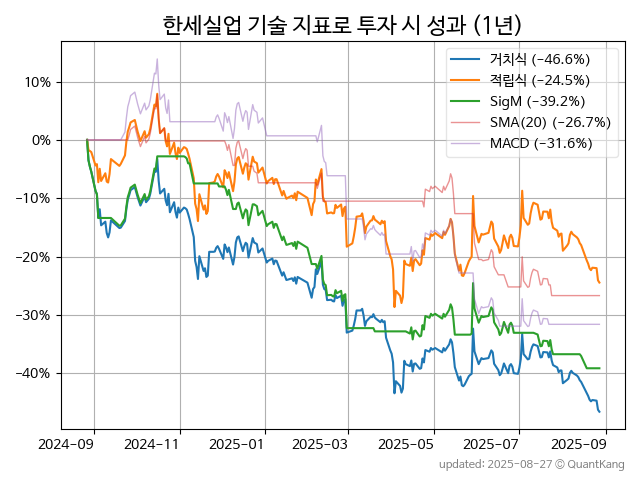 한세실업 기술 지표로 투자 시 성과 (1년)
거치식 (−46.6%)
적립식 (−24.5%)
SigM (−39.2%)
SMA(20) (−26.7%)
MACD (−31.6%)
10%
0%
−10%
−20%
−30%
−40%
2024-09 2024-11 2025-01 2025-03 2025-05 2025-07 2025-09
updated: 2025-08-27 © QuantKang